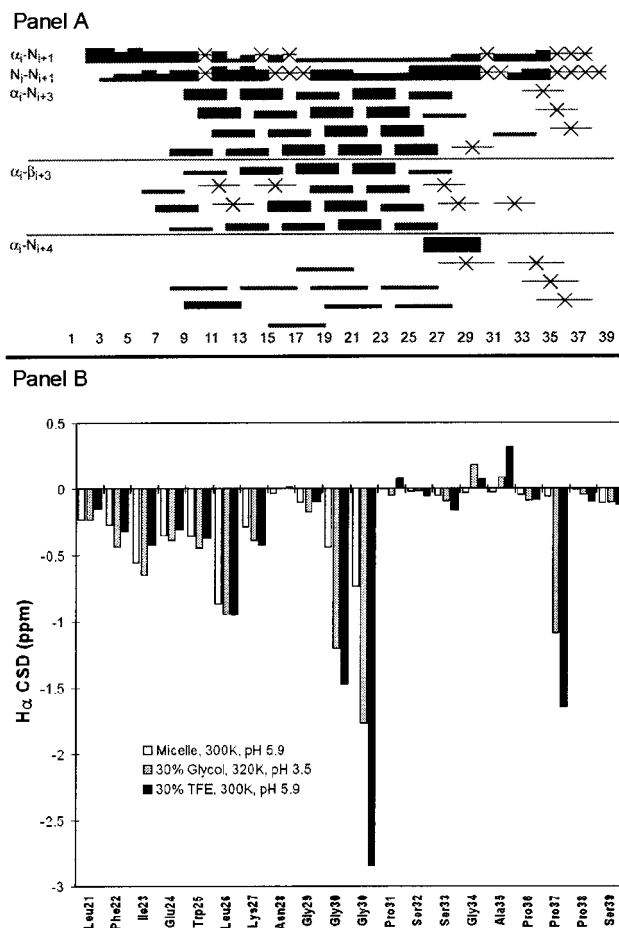 Panel A
αi-Ni+1
Ni-Ni+1
αi-Ni+3
αi-βi+3
αi-Ni+4
1 3 5 7 9 11 13 15 17 19 21 23 25 27 29 31 33 35 37 39
Panel B
0.5
0
-0.5
-1
-1.5
-2
-2.5
-3
Hα CSD (ppm)
Micelle, 300K, pH 5.9
30% Glycol, 320K, pH 3.5
30% TFE, 300K, pH 5.9
Leu21 Phe22 Ile23 Glu24 Trp25 Leu26 Lys27 Asn28 Gly29 Gly30 Gly30 Pro31 Ser32 Ser33 Gly34 Ala35 Pro36 Pro37 Pro38 Ser39